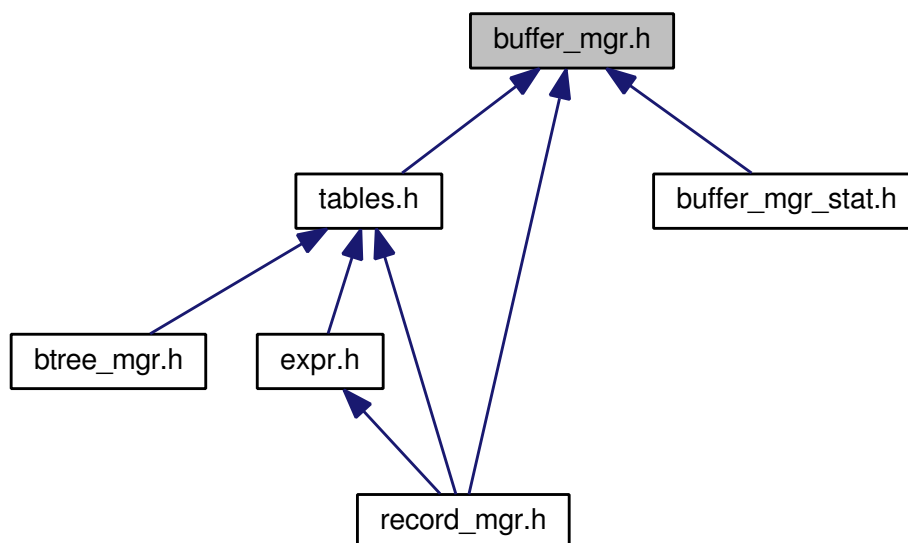 buffer_mgr.h
tables.h
buffer_mgr_stat.h
btree_mgr.h
expr.h
record_mgr.h